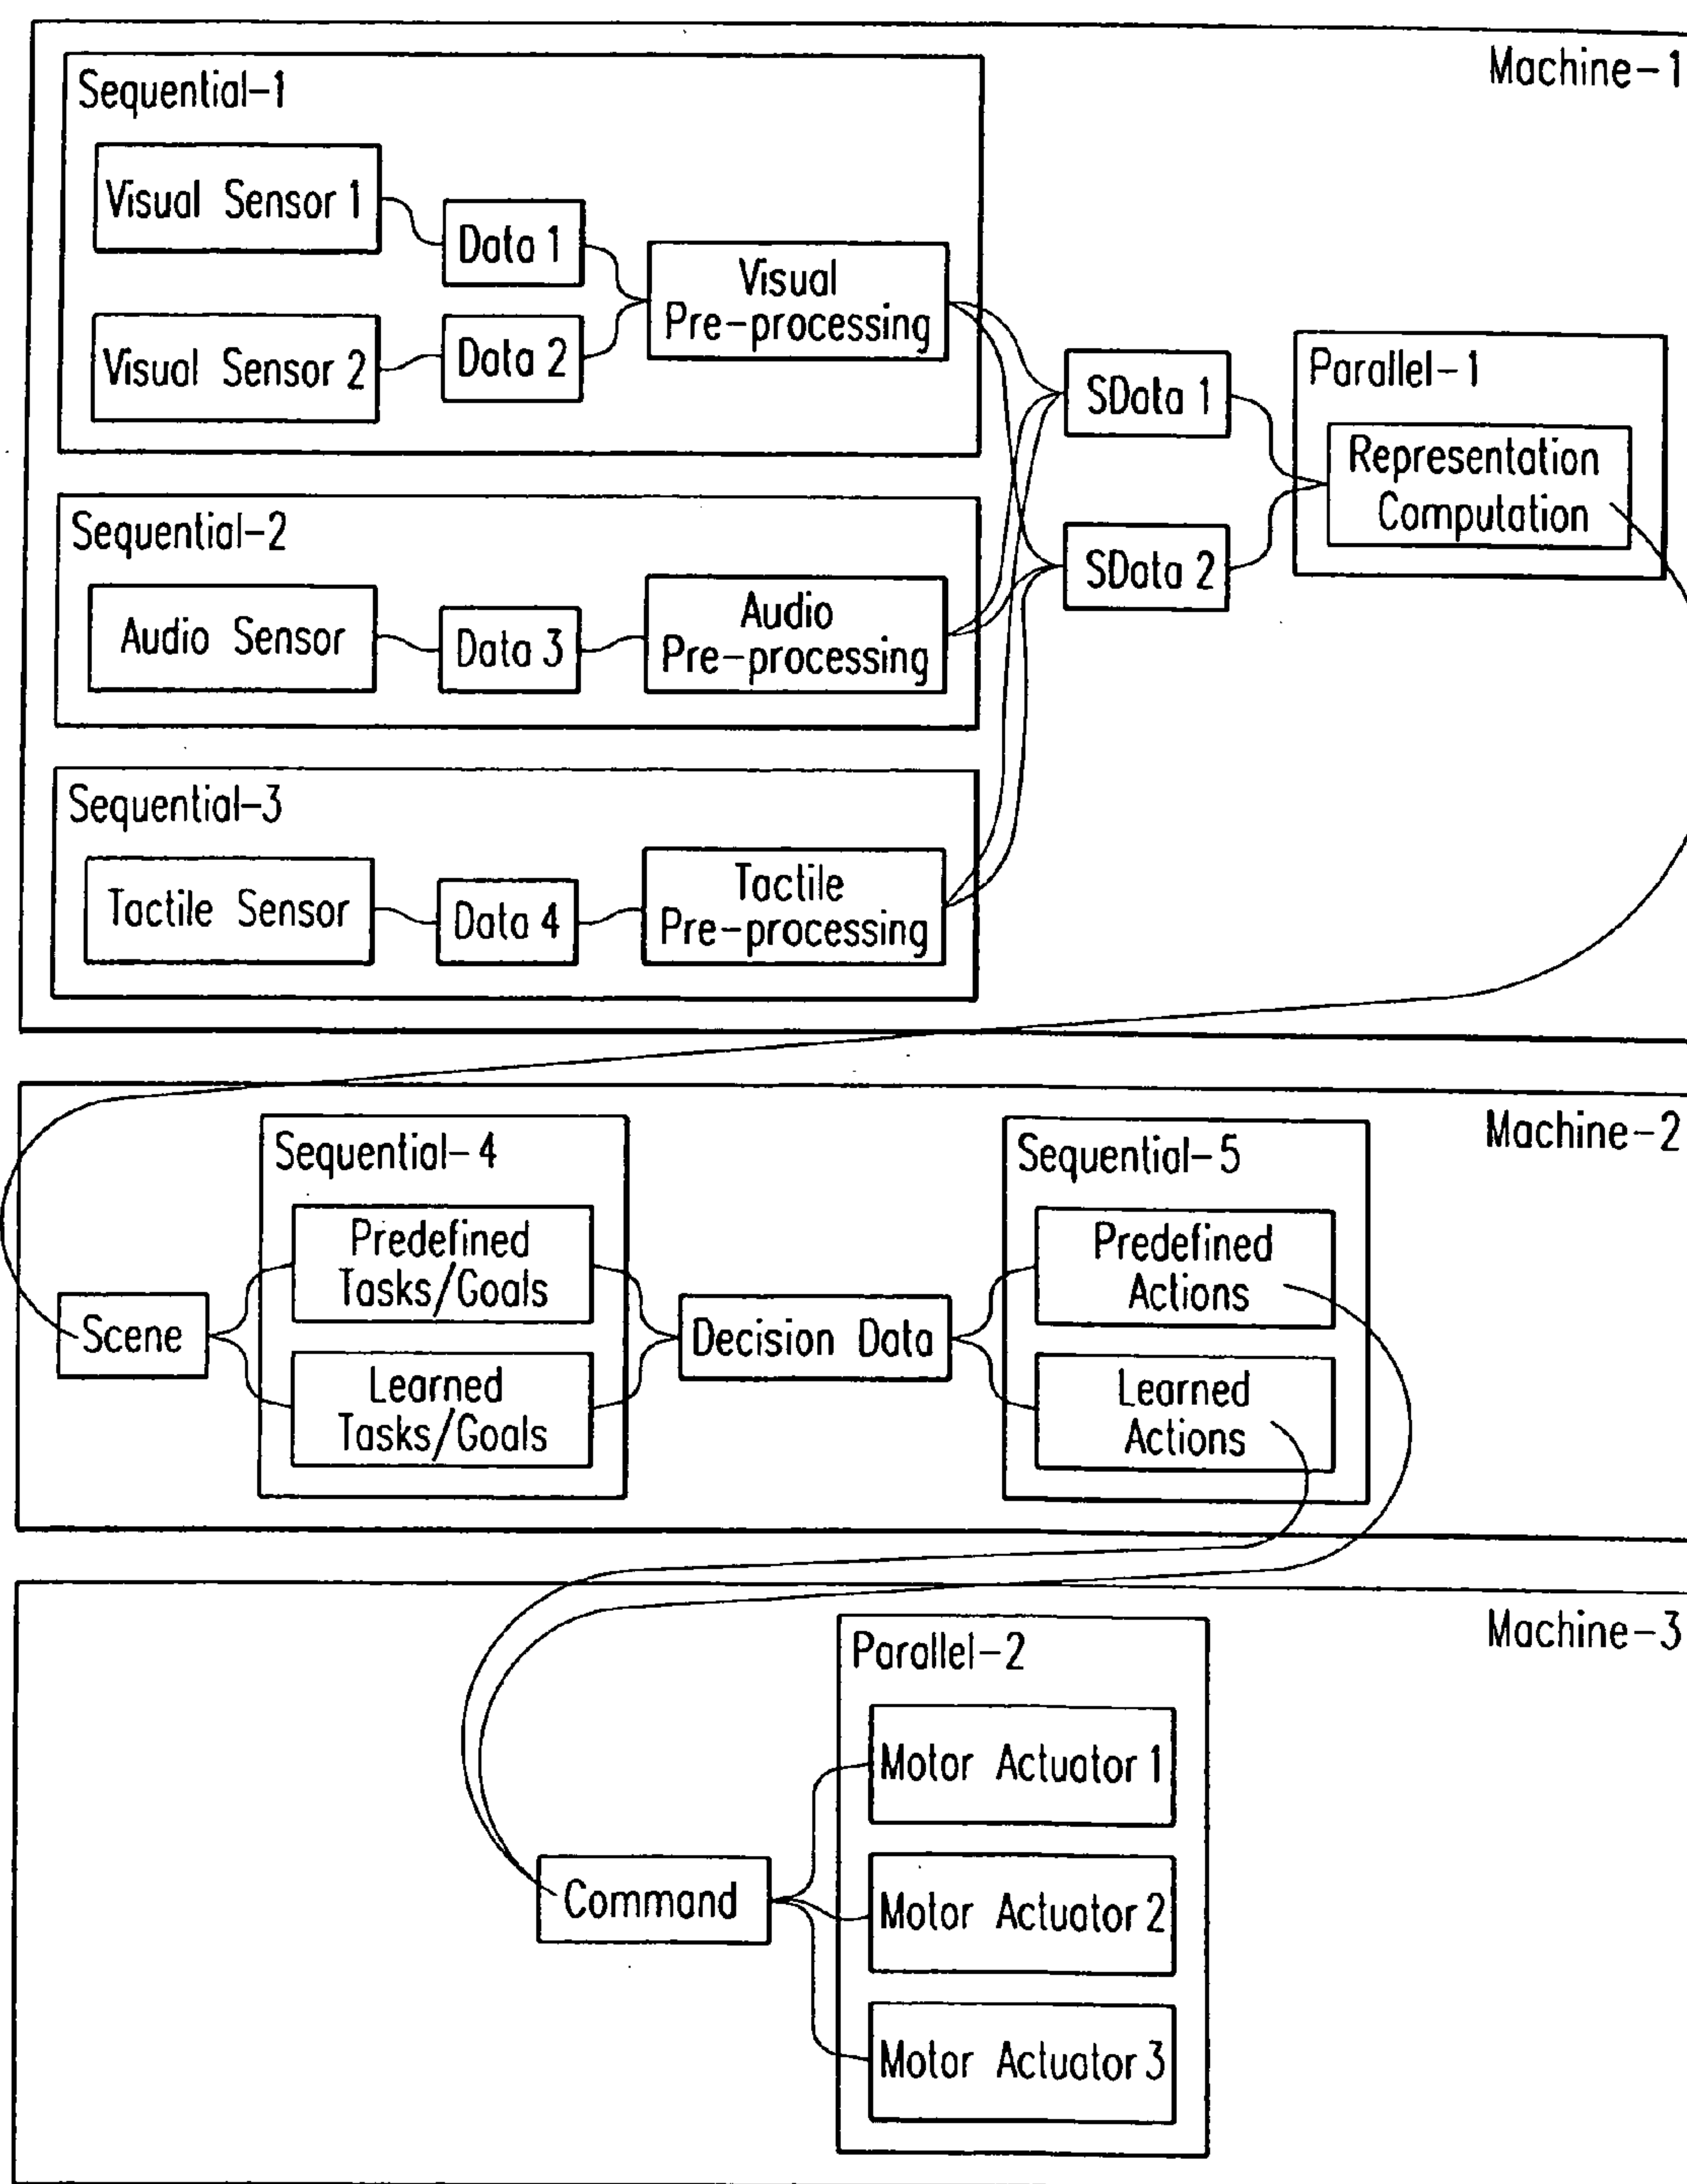 Machine-1
Sequential-1
Visual Sensor 1
Data 1
Visual
Pre-processing
Visual Sensor 2
Data 2
SData 1
Parallel-1
Representation
Computation
Sequential-2
SData 2
Audio Sensor
Data 3
Audio
Pre-processing
Sequential-3
Tactile Sensor
Data 4
Tactile
Pre-processing
Machine-2
Sequential-4
Sequential-5
Predefined
Tasks/Goals
Predefined
Actions
Scene
Decision Data
Learned
Tasks/Goals
Learned
Actions
Machine-3
Parallel-2
Motor Actuator 1
Command
Motor Actuator 2
Motor Actuator 3